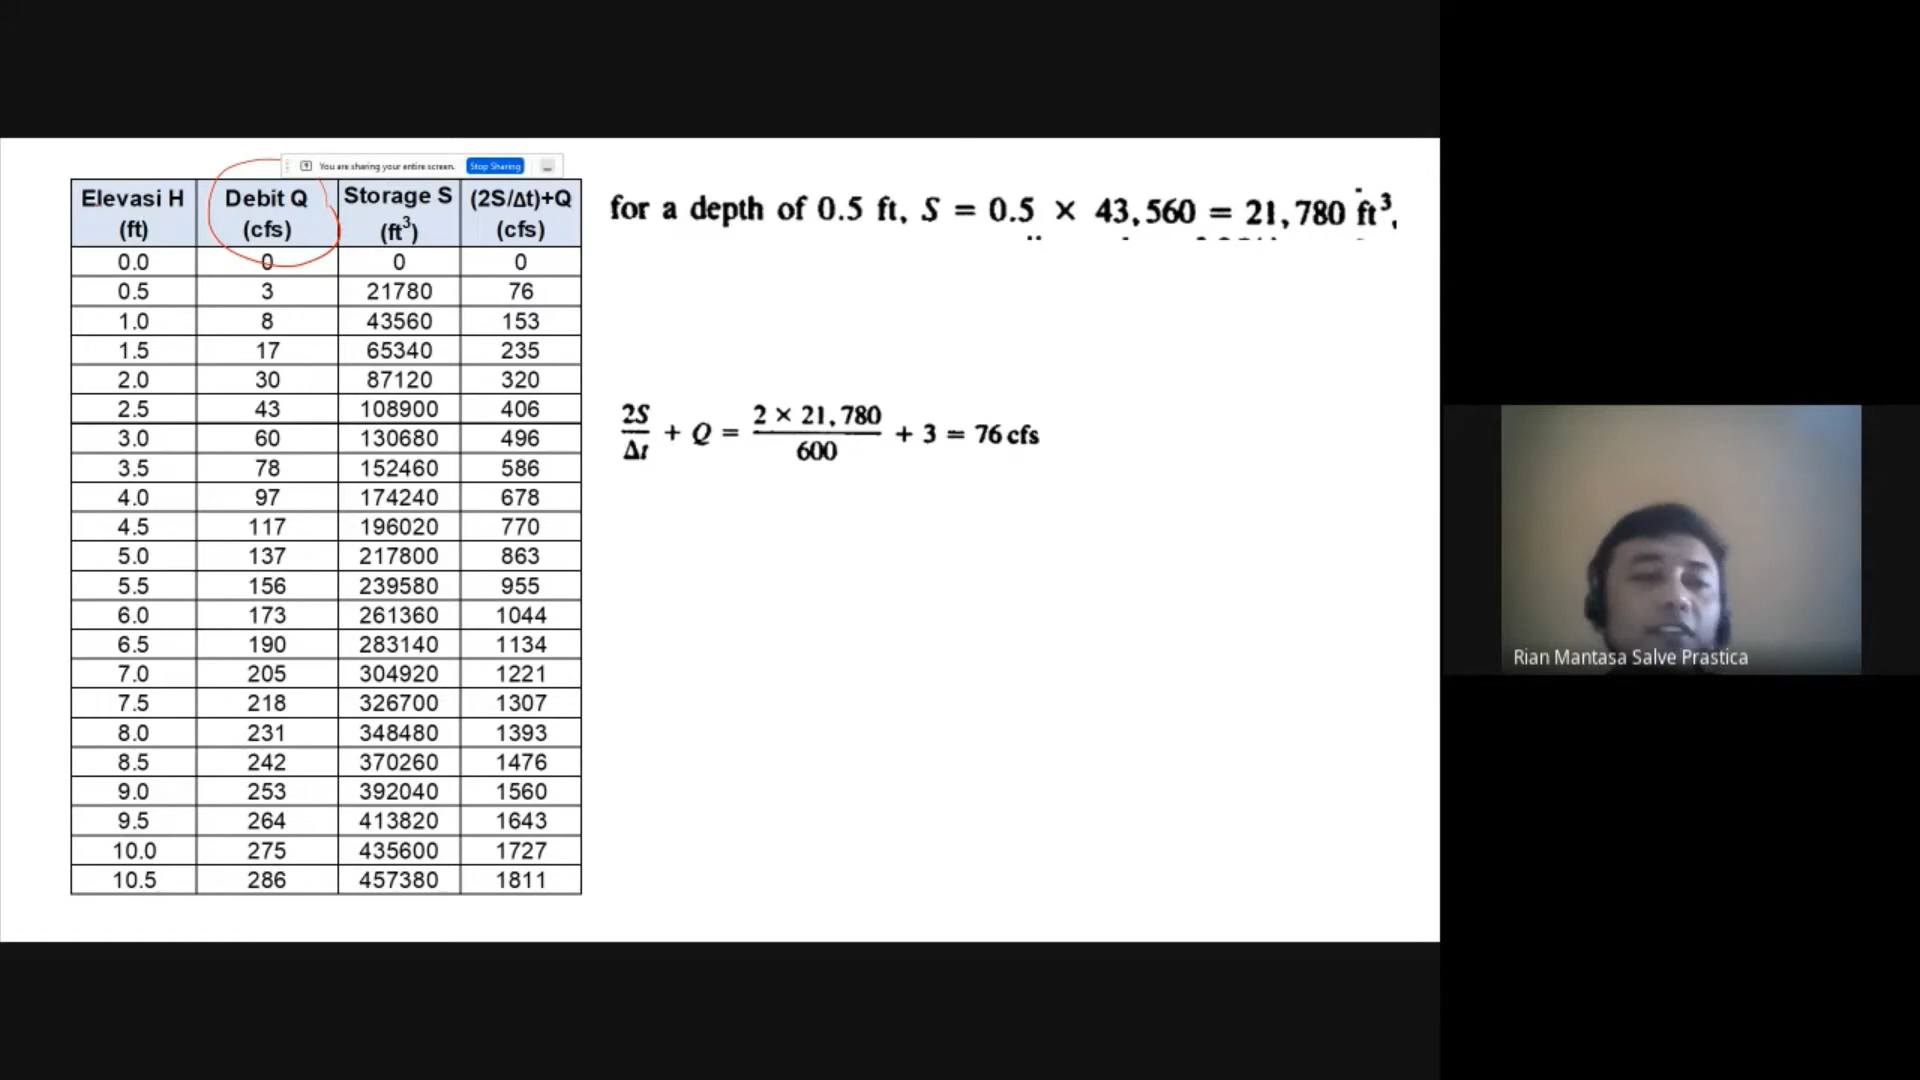 You are sharing your entire screen. Stop Sharing
Elevasi H (ft) Debit Q (cfs) Storage S (ft³) (2S/Δt)+Q (cfs)
0.0 0 0 0
0.5 3 21780 76
1.0 8 43560 153
1.5 17 65340 235
2.0 30 87120 320
2.5 43 108900 406
3.0 60 130680 496
3.5 78 152460 586
4.0 97 174240 678
4.5 117 196020 770
5.0 137 217800 863
5.5 156 239580 955
6.0 173 261360 1044
6.5 190 283140 1134
7.0 205 304920 1221
7.5 218 326700 1307
8.0 231 348480 1393
8.5 242 370260 1476
9.0 253 392040 1560
9.5 264 413820 1643
10.0 275 435600 1727
10.5 286 457380 1811
for a depth of 0.5 ft, S = 0.5 × 43,560 = 21,780 ft³,
2S/Δt + Q = 2 × 21,780/600 + 3 = 76 cfs
Rian Mantasa Salve Prastica